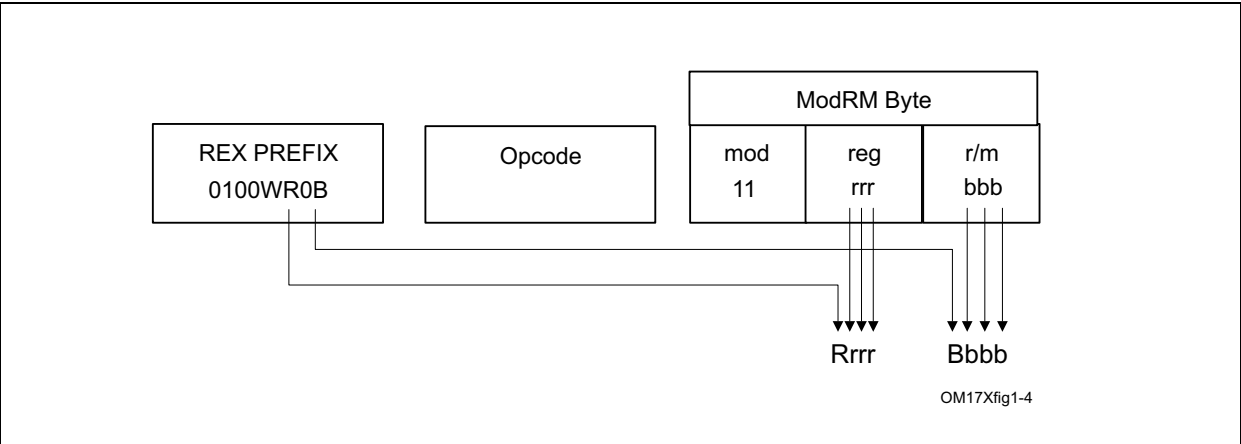 ModRM Byte
REX PREFIX
0100WR0B
Opcode
mod
11
reg
rrr
r/m
bbb
Rrrr
Bbbb
OM17Xfig1-4